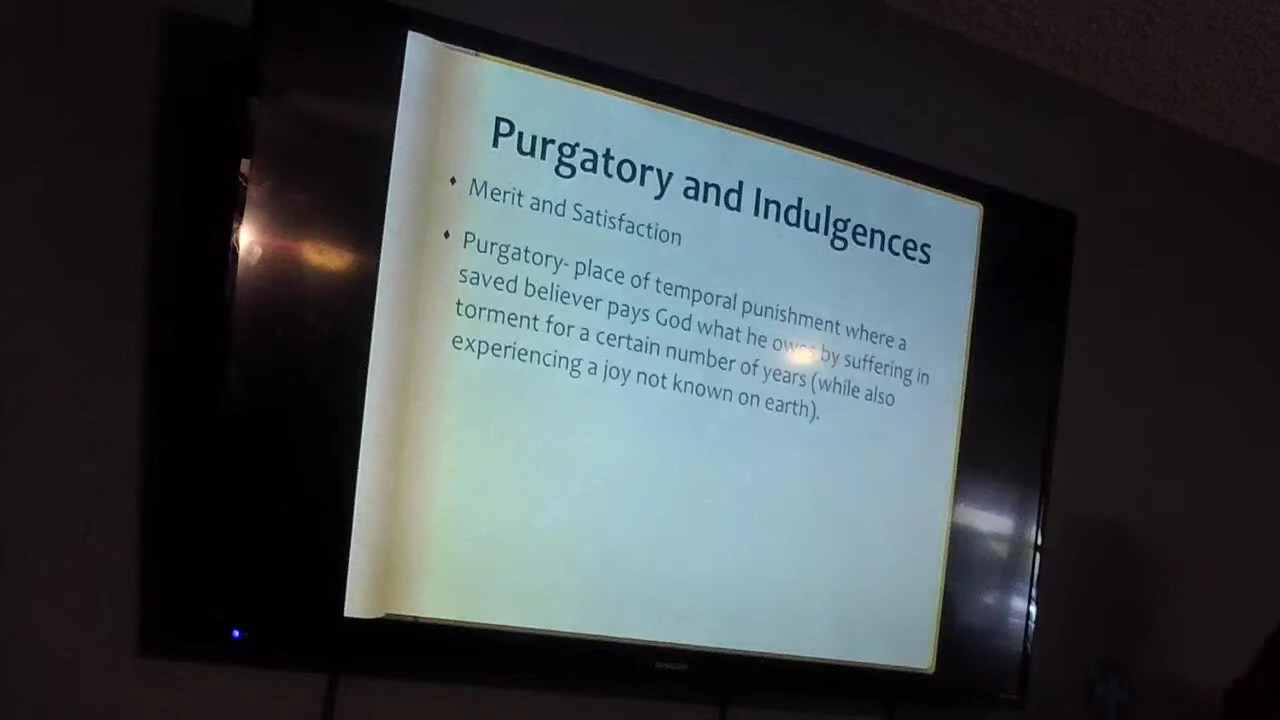 Purgatory and Indulgences
♦ Merit and Satisfaction
♦ Purgatory- place of temporal punishment where a
saved believer pays God what he owes by suffering in
torment for a certain number of years (while also
experiencing a joy not known on earth).